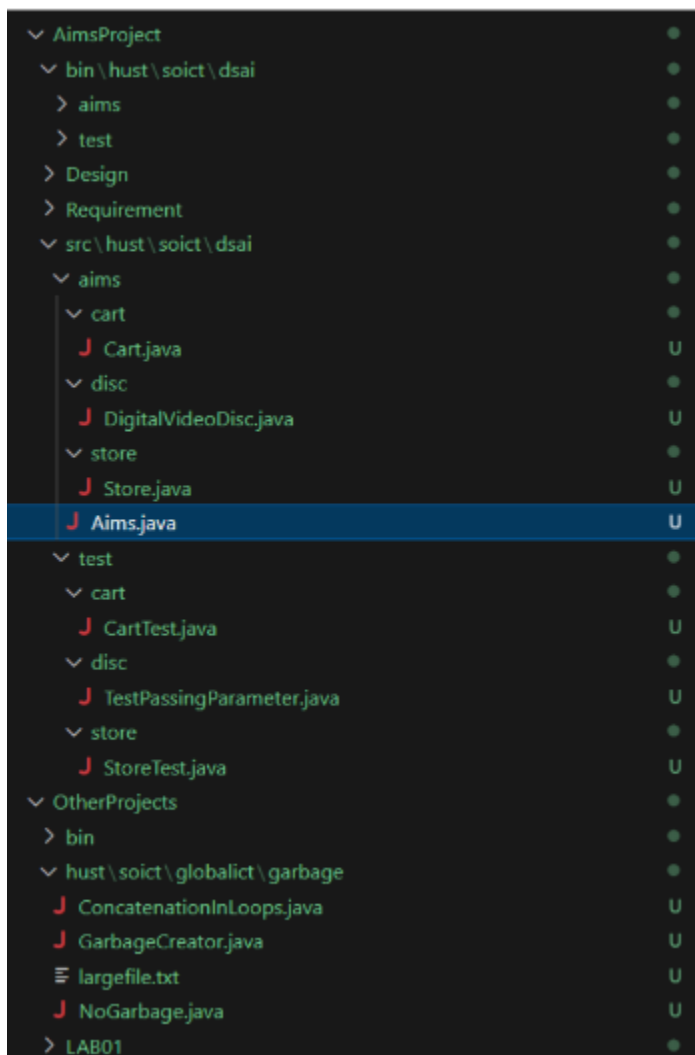 AimsProject
bin\hust\soict\dsai
aims
test
Design
Requirement
src\hust\soict\dsai
aims
cart
J Cart.java U
disc
J DigitalVideoDisc.java U
store
J Store.java U
J Aims.java U
test
cart
J CartTest.java U
disc
J TestPassingParameter.java U
store
J StoreTest.java U
OtherProjects
bin
hust\soict\globalict\garbage
J ConcatenationInLoops.java U
J GarbageCreator.java U
largefile.txt U
J NoGarbage.java U
LAB01